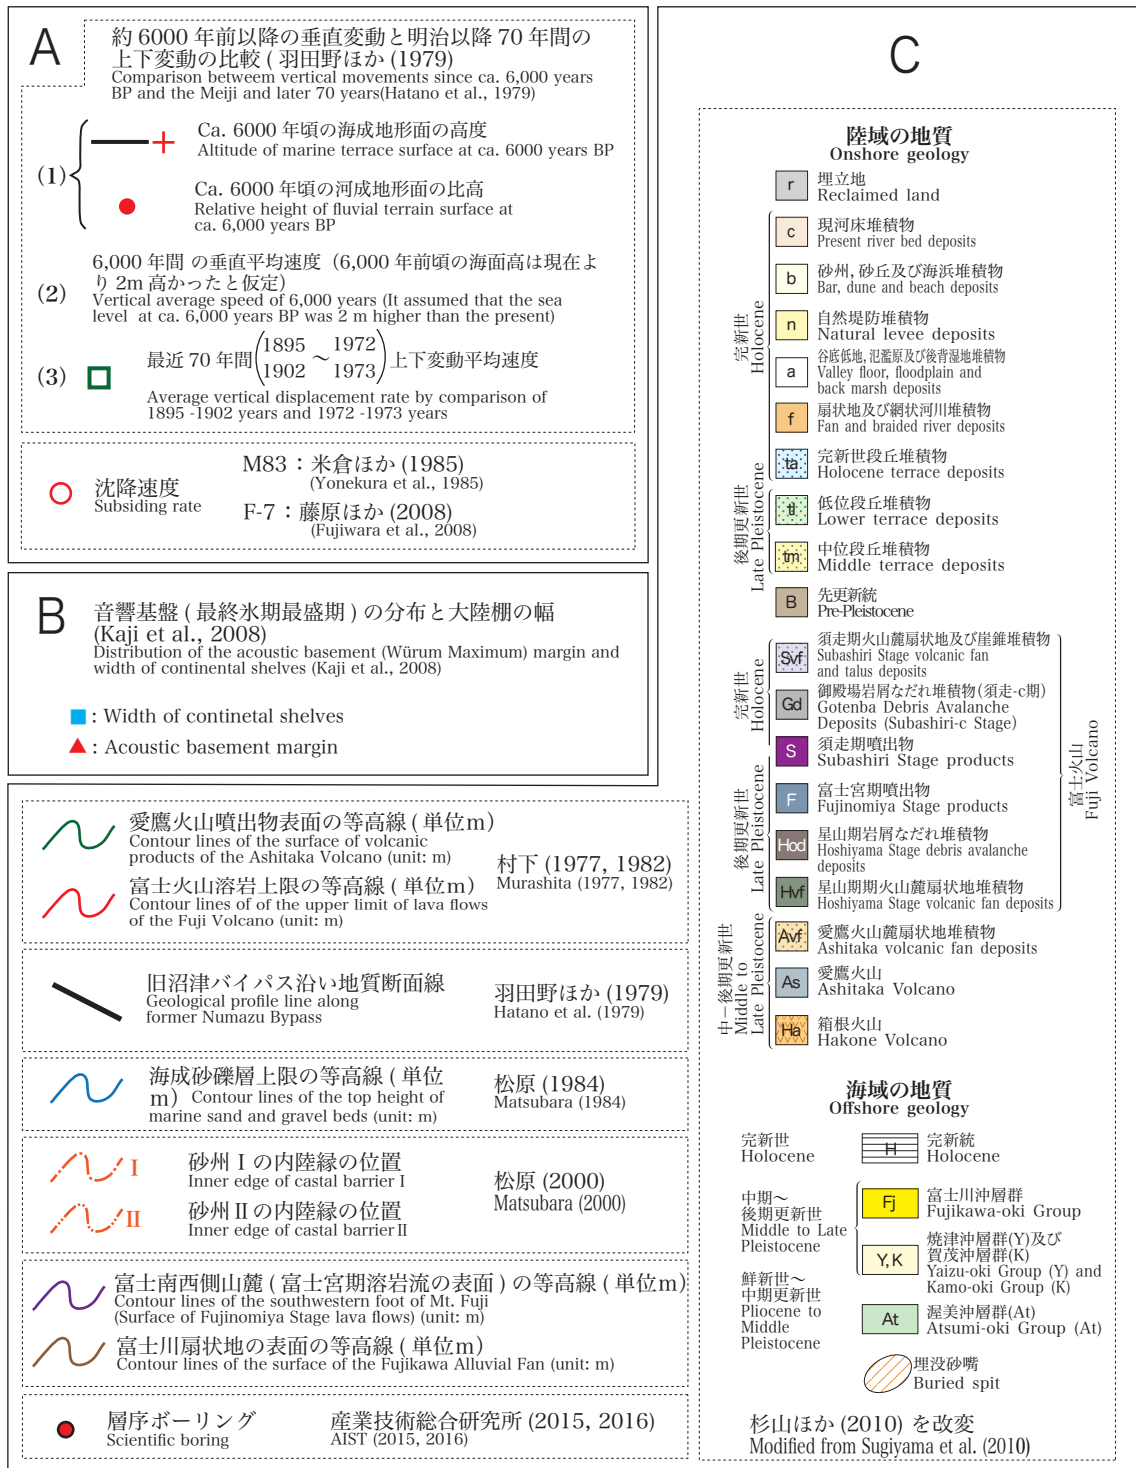 A
約 6000 年前以降の垂直変動と明治以降 70 年間の
上下変動の比較 ( 羽田野ほか (1979)
Comparison betweem vertical movements since ca. 6,000 years
BP and the Meiji and later 70 years(Hatano et al., 1979)
(1)
Ca. 6000 年頃の海成地形面の高度
Altitude of marine terrace surface at ca. 6000 years BP
Ca. 6000 年頃の河成地形面の比高
Relative height of fluvial terrain surface at
ca. 6,000 years BP
(2)
6,000 年間 の垂直平均速度（6,000 年前頃の海面高は現在よ
り 2m 高かったと仮定）
Vertical average speed of 6,000 years (It assumed that the sea
level at ca. 6,000 years BP was 2 m higher than the present)
(3)
最近 70 年間(1895 1902 ～ 1972 1973)上下変動平均速度
Average vertical displacement rate by comparison of
1895 -1902 years and 1972 -1973 years
沈降速度
Subsiding rate
M83：米倉ほか (1985)
(Yonekura et al., 1985)
F-7：藤原ほか (2008)
(Fujiwara et al., 2008)
B
音響基盤 ( 最終氷期最盛期 ) の分布と大陸棚の幅
(Kaji et al., 2008)
Distribution of the acoustic basement (Würum Maximum) margin and
width of continental shelves (Kaji et al., 2008)
: Width of continetal shelves
: Acoustic basement margin
愛鷹火山噴出物表面の等高線 ( 単位m）
Contour lines of the surface of volcanic
products of the Ashitaka Volcano (unit: m)
富士火山溶岩上限の等高線 ( 単位m）
Contour lines of of the upper limit of lava flows
of the Fuji Volcano (unit: m)
村下 (1977, 1982)
Murashita (1977, 1982)
旧沼津バイパス沿い地質断面線
Geological profile line along
former Numazu Bypass
羽田野ほか (1979)
Hatano et al. (1979)
海成砂礫層上限の等高線（単位
m） Contour lines of the top height of
marine sand and gravel beds (unit: m)
松原 (1984)
Matsubara (1984)
I
砂州 I の内陸縁の位置
Inner edge of castal barrier I
II
砂州 II の内陸縁の位置
Inner edge of castal barrier II
松原 (2000)
Matsubara (2000)
富士南西側山麓（富士宮期溶岩流の表面）の等高線（単位m）
Contour lines of the southwestern foot of Mt. Fuji
(Surface of Fujinomiya Stage lava flows) (unit: m)
富士川扇状地の表面の等高線（単位m）
Contour lines of the surface of the Fujikawa Alluvial Fan (unit: m)
層序ボーリング
Scientific boring
産業技術総合研究所 (2015, 2016)
AIST (2015, 2016)
C
陸域の地質
Onshore geology
r
埋立地
Reclaimed land
完新世
Holocene
c
現河床堆積物
Present river bed deposits
b
砂州，砂丘及び海浜堆積物
Bar, dune and beach deposits
n
自然堤防堆積物
Natural levee deposits
a
谷底低地，氾濫原及び後背湿地堆積物
Valley floor, floodplain and
back marsh deposits
f
扇状地及び網状河川堆積物
Fan and braided river deposits
ta
完新世段丘堆積物
Holocene terrace deposits
後期更新世
Late Pleistocene
tl
低位段丘堆積物
Lower terrace deposits
tm
中位段丘堆積物
Middle terrace deposits
B
先更新統
Pre-Pleistocene
完新世
Holocene
Svf
須走期火山麓扇状地及び崖錐堆積物
Subashiri Stage volcanic fan
and talus deposits
Gd
御殿場岩屑なだれ堆積物(須走-c期)
Gotenba Debris Avalanche
Deposits (Subashiri-c Stage)
S
須走期噴出物
Subashiri Stage products
後期更新世
Late Pleistocene
F
富士宮期噴出物
Fujinomiya Stage products
Hod
星山期岩屑なだれ堆積物
Hoshiyama Stage debris avalanche
deposits
Hvf
星山期期火山麓扇状地堆積物
Hoshiyama Stage volcanic fan deposits
富士火山
Fuji Volcano
中－後期更新世
Middle to
Late Pleistocene
Avf
愛鷹火山麓扇状地堆積物
Ashitaka volcanic fan deposits
As
愛鷹火山
Ashitaka Volcano
Ha
箱根火山
Hakone Volcano
海域の地質
Offshore geology
完新世
Holocene
H
完新統
Holocene
中期～
後期更新世
Middle to Late
Pleistocene
Fj
富士川沖層群
Fujikawa-oki Group
Y, K
焼津沖層群(Y)及び
賀茂沖層群(K)
Yaizu-oki Group (Y) and
Kamo-oki Group (K)
鮮新世～
中期更新世
Pliocene to
Middle
Pleistocene
At
渥美沖層群(At)
Atsumi-oki Group (At)
埋没砂嘴
Buried spit
杉山ほか (2010) を改変
Modified from Sugiyama et al. (2010)